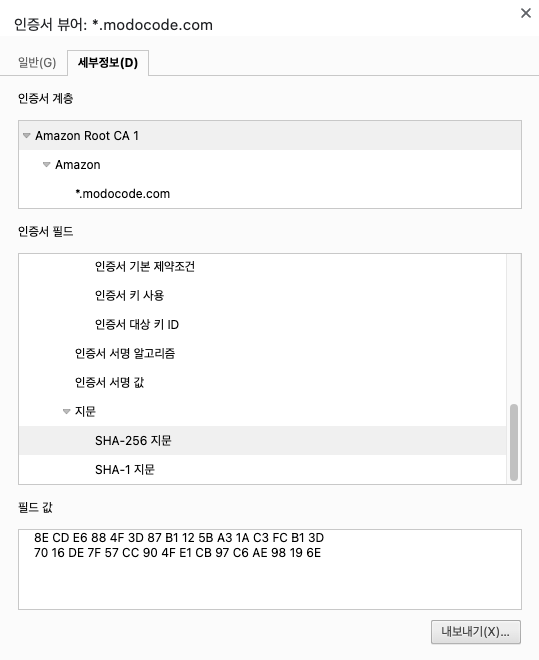 인증서 뷰어: *.modocode.com
일반(G)
세부정보(D)
인증서 계층
Amazon Root CA 1
Amazon
*.modocode.com
인증서 필드
인증서 기본 제약조건
인증서 키 사용
인증서 대상 키 ID
인증서 서명 알고리즘
인증서 서명 값
지문
SHA-256 지문
SHA-1 지문
필드 값
8E CD E6 88 4F 3D 87 B1 12 5B A3 1A C3 FC B1 3D
70 16 DE 7F 57 CC 90 4F E1 CB 97 C6 AE 98 19 6E
내보내기(X)...